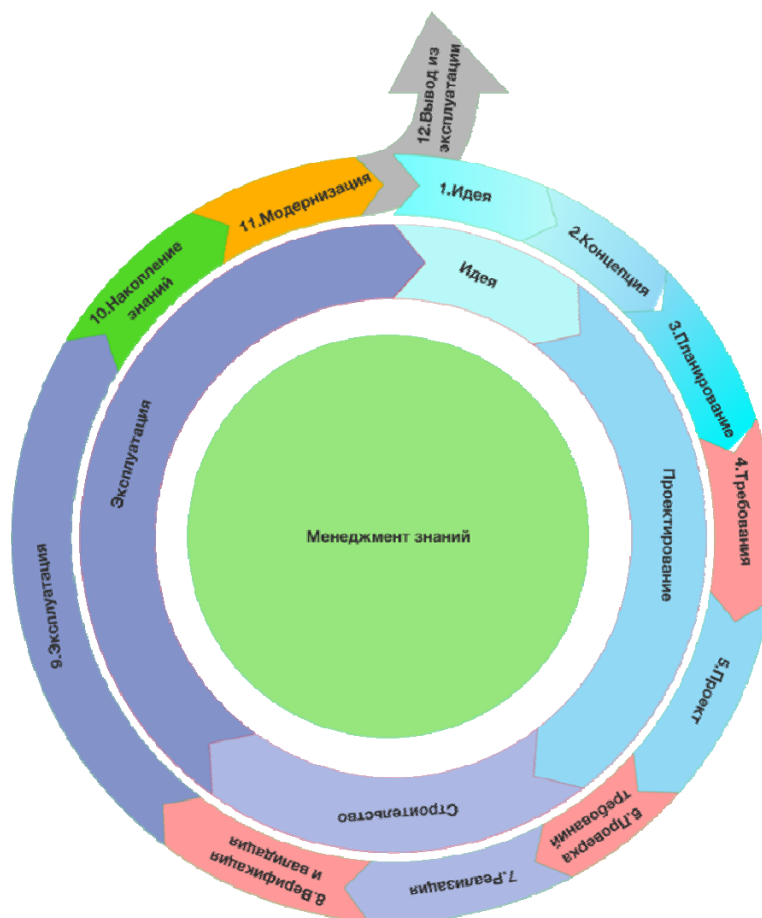 12.Вывод из
эксплуатации
1.Идея
2.Концепция
3.Планирование
4.Требования
5.Проект
6.Проверка
требований
7.Реализация
8.Верификация
и валидация
9.Эксплуатация
10.Накопление
знаний
11.Модернизация
Идея
Проектирование
Строительство
Эксплуатация
Менеджмент знаний